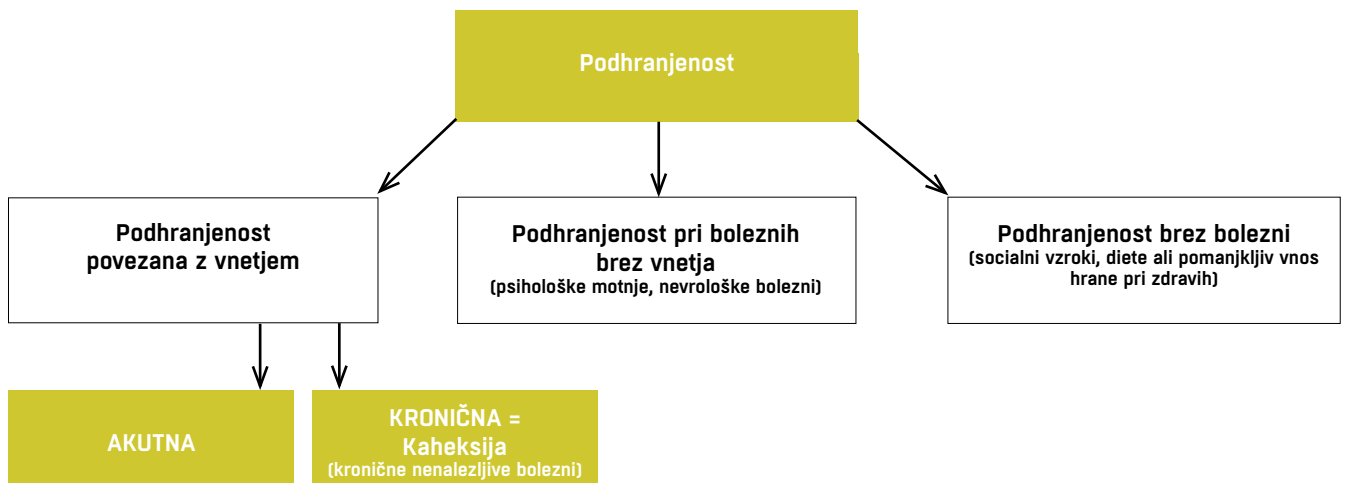 Podhranjenost
Podhranjenost
povezana z vnetjem
Podhranjenost pri boleznih
brez vnetja
(psihološke motnje, nevrološke bolezni)
Podhranjenost brez bolezni
(socialni vzroki, diete ali pomanjkljiv vnos
hrane pri zdravih)
AKUTNA
KRONIČNA =
Kaheksija
(kronične nenalezljive bolezni)